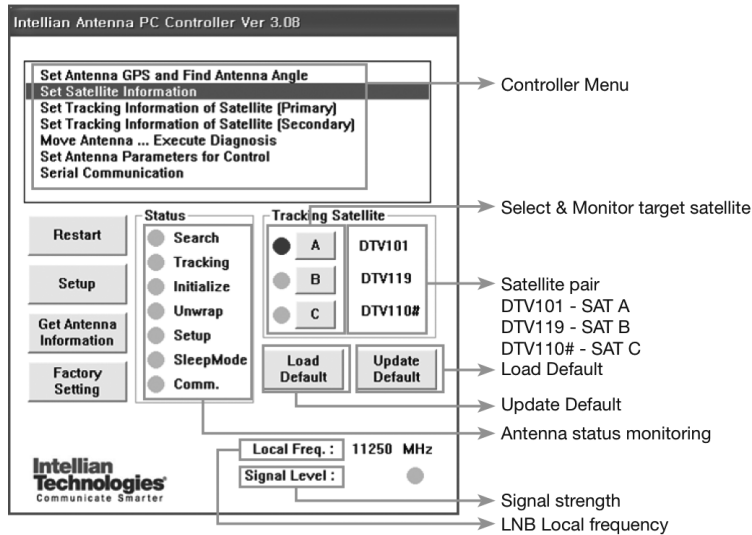 Intellian Antenna PC Controller Ver 3.08
Set Antenna GPS and Find Antenna Angle
Set Satellite Information
Set Tracking Information of Satellite (Primary)
Set Tracking Information of Satellite (Secondary)
Move Antenna ... Execute Diagnosis
Set Antenna Parameters for Control
Serial Communication
Controller Menu
Restart
Setup
Get Antenna
Information
Factory
Setting
Status
Search
Tracking
Initialize
Unwrap
Setup
SleepMode
Comm.
Tracking Satellite
A DTV101
B DTV119
C DTV110#
Load
Default
Update
Default
Select & Monitor target satellite
Satellite pair
DTV101 - SAT A
DTV119 - SAT B
DTV110# - SAT C
Load Default
Update Default
Antenna status monitoring
Local Freq. : 11250 MHz
Signal Level :
Intellian
Technologies®
Communicate Smarter
Signal strength
LNB Local frequency